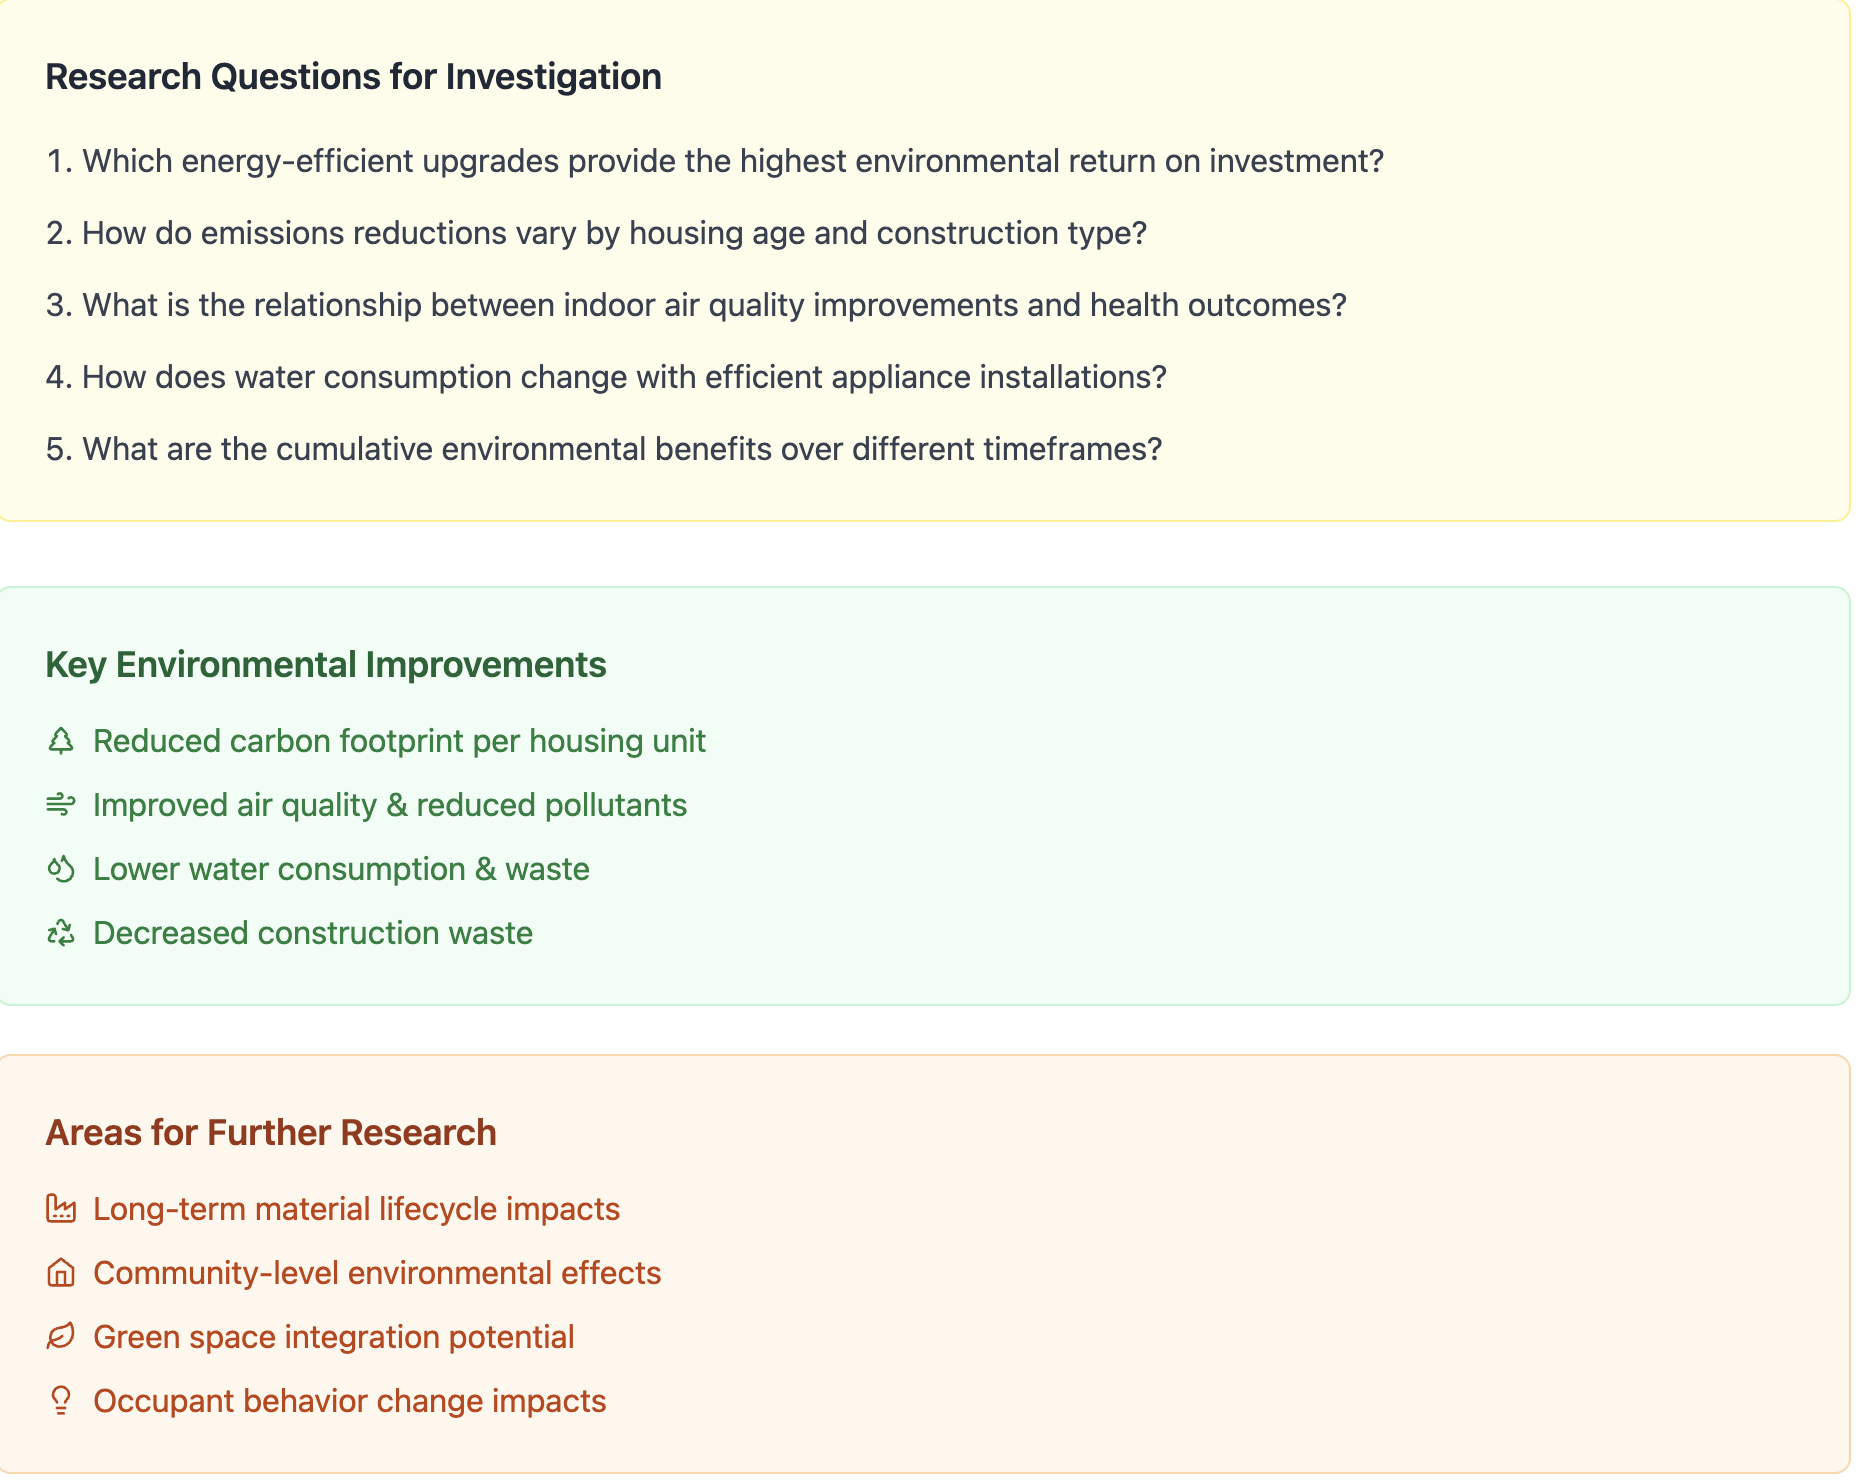 Research Questions for Investigation
1. Which energy-efficient upgrades provide the highest environmental return on investment?
2. How do emissions reductions vary by housing age and construction type?
3. What is the relationship between indoor air quality improvements and health outcomes?
4. How does water consumption change with efficient appliance installations?
5. What are the cumulative environmental benefits over different timeframes?
Key Environmental Improvements
Reduced carbon footprint per housing unit
Improved air quality & reduced pollutants
Lower water consumption & waste
Decreased construction waste
Areas for Further Research
Long-term material lifecycle impacts
Community-level environmental effects
Green space integration potential
Occupant behavior change impacts